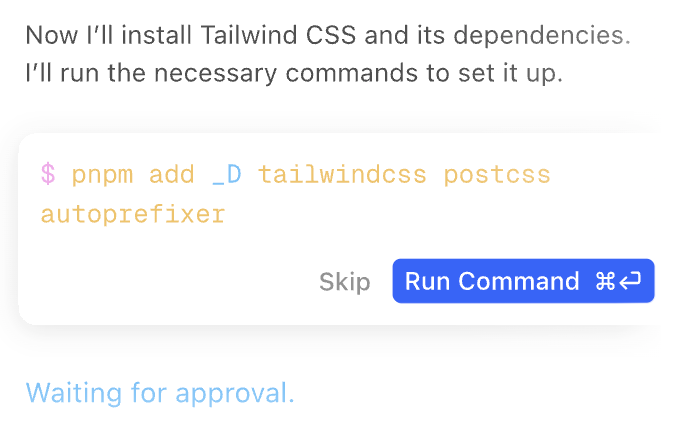 Now I’ll install Tailwind CSS and its dependencies.
I’ll run the necessary commands to set it up.
$ pnpm add _D tailwindcss postcss
autoprefixer
Skip
Run Command ⌘⏎
Waiting for approval.